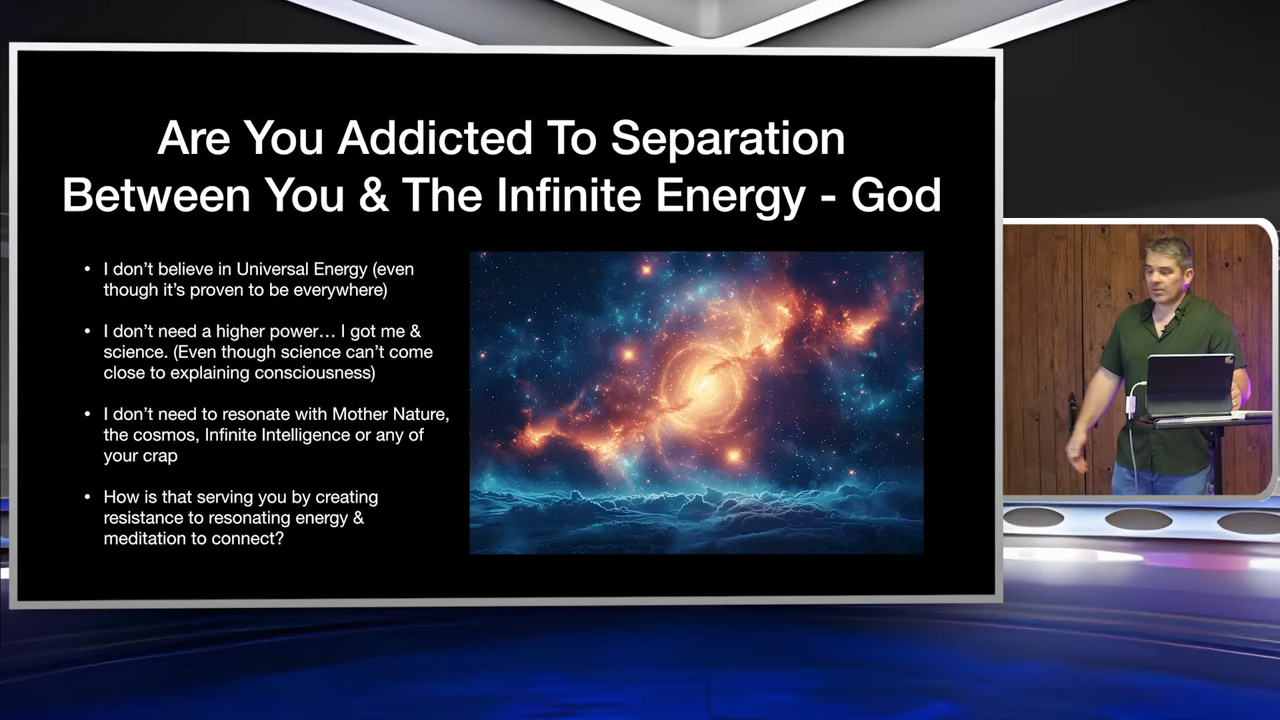 Are You Addicted To Separation
Between You & The Infinite Energy - God
• I don't believe in Universal Energy (even
though it's proven to be everywhere)
• I don't need a higher power… I got me &
science. (Even though science can't come
close to explaining consciousness)
• I don't need to resonate with Mother Nature,
the cosmos, Infinite Intelligence or any of
your crap
• How is that serving you by creating
resistance to resonating energy &
meditation to connect?